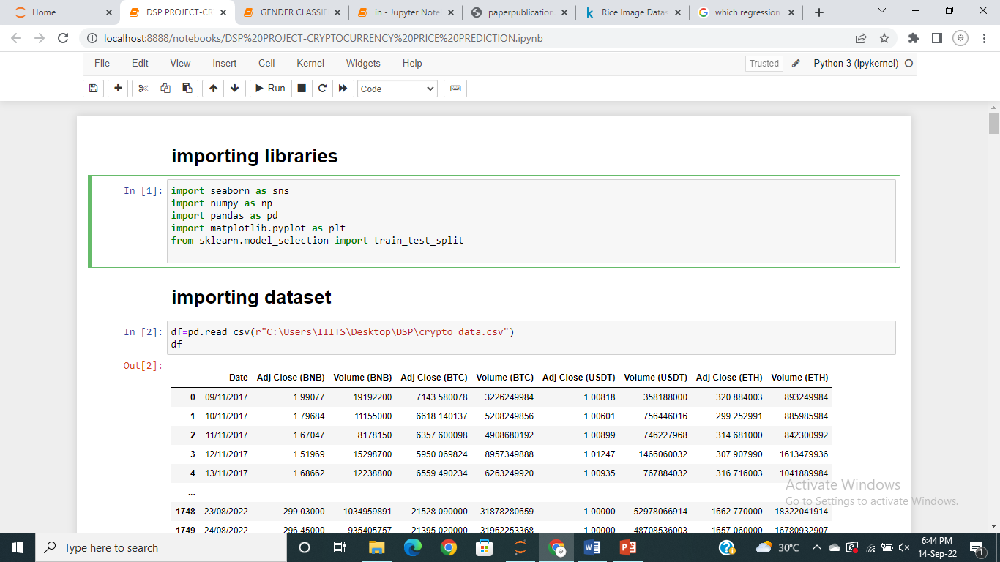 Home
DSP PROJECT-CR
GENDER CLASSIF
in - Jupyter Note
paperpublication
Rice Image Datas
which regression
localhost:8888/notebooks/DSP%20PROJECT-CRYPTOCURRENCY%20PRICE%20PREDICTION.ipynb
File Edit View Insert Cell Kernel Widgets Help Trusted Python 3 (ipykernel)
Run Code
importing libraries
In [1]: import seaborn as sns
import numpy as np
import pandas as pd
import matplotlib.pyplot as plt
from sklearn.model_selection import train_test_split
importing dataset
In [2]: df=pd.read_csv(r"C:\Users\IIITS\Desktop\DSP\crypto_data.csv")
df
Out[2]:
Date Adj Close (BNB) Volume (BNB) Adj Close (BTC) Volume (BTC) Adj Close (USDT) Volume (USDT) Adj Close (ETH) Volume (ETH)
0 09/11/2017 1.99077 19192200 7143.580078 3226249984 1.00818 358188000 320.884003 893249984
1 10/11/2017 1.79684 11155000 6618.140137 5208249856 1.00601 756446016 299.252991 885985984
2 11/11/2017 1.67047 8178150 6357.600098 4908680192 1.00899 746227968 314.681000 842300992
3 12/11/2017 1.51969 15298700 5950.069824 8957349888 1.01247 1466060032 307.907990 1613479936
4 13/11/2017 1.68662 12238800 6559.490234 6263249920 1.00935 767884032 316.716003 1041889984
... ... ... ... ... ... ... ... ... ...
1748 23/08/2022 299.03000 1034959891 21528.090000 31878280659 1.00000 52978066914 1662.770000 18322041914
1749 24/08/2022 296.45000 935405757 21395.020000 31962253368 1.00000 48708536003 1657.060000 16780932907
Activate Windows
Go to Settings to activate Windows.
Type here to search
30°C
6:44 PM
14-Sep-22
1